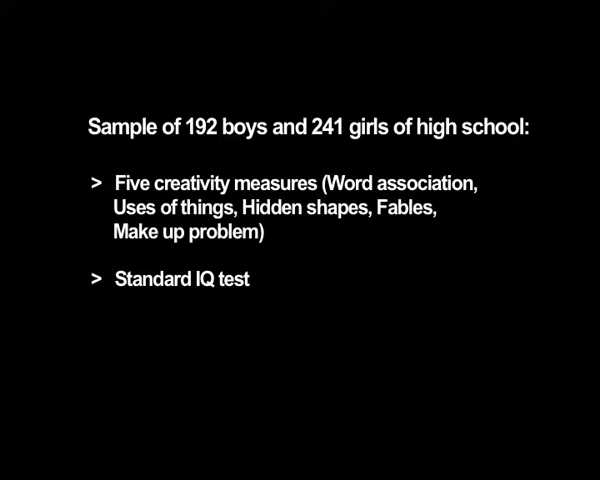 Sample of 192 boys and 241 girls of high school:
> Five creativity measures (Word association,
Uses of things, Hidden shapes, Fables,
Make up problem)
> Standard IQ test